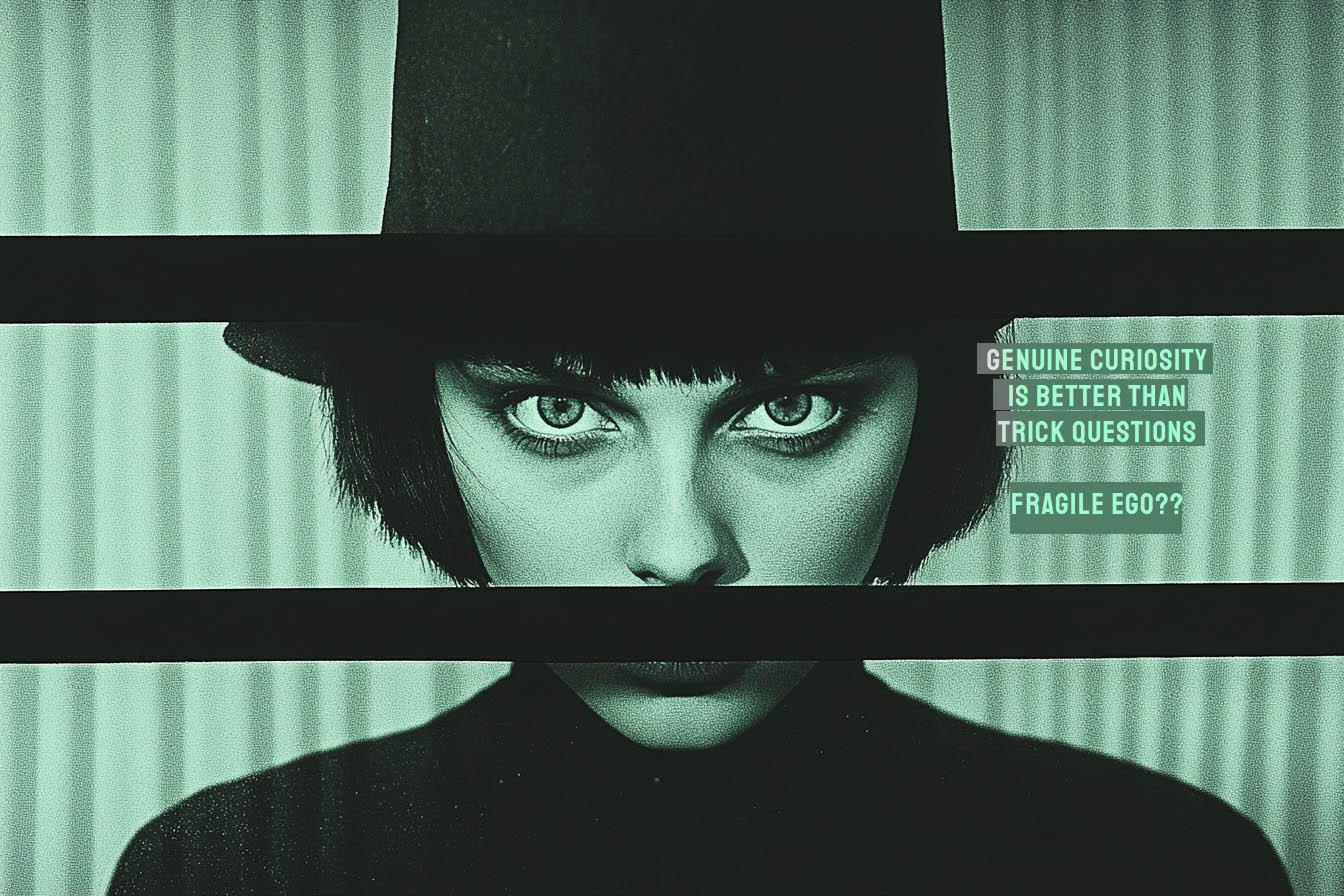 GENUINE CURIOSITY
IS BETTER THAN
TRICK QUESTIONS
FRAGILE EGO??